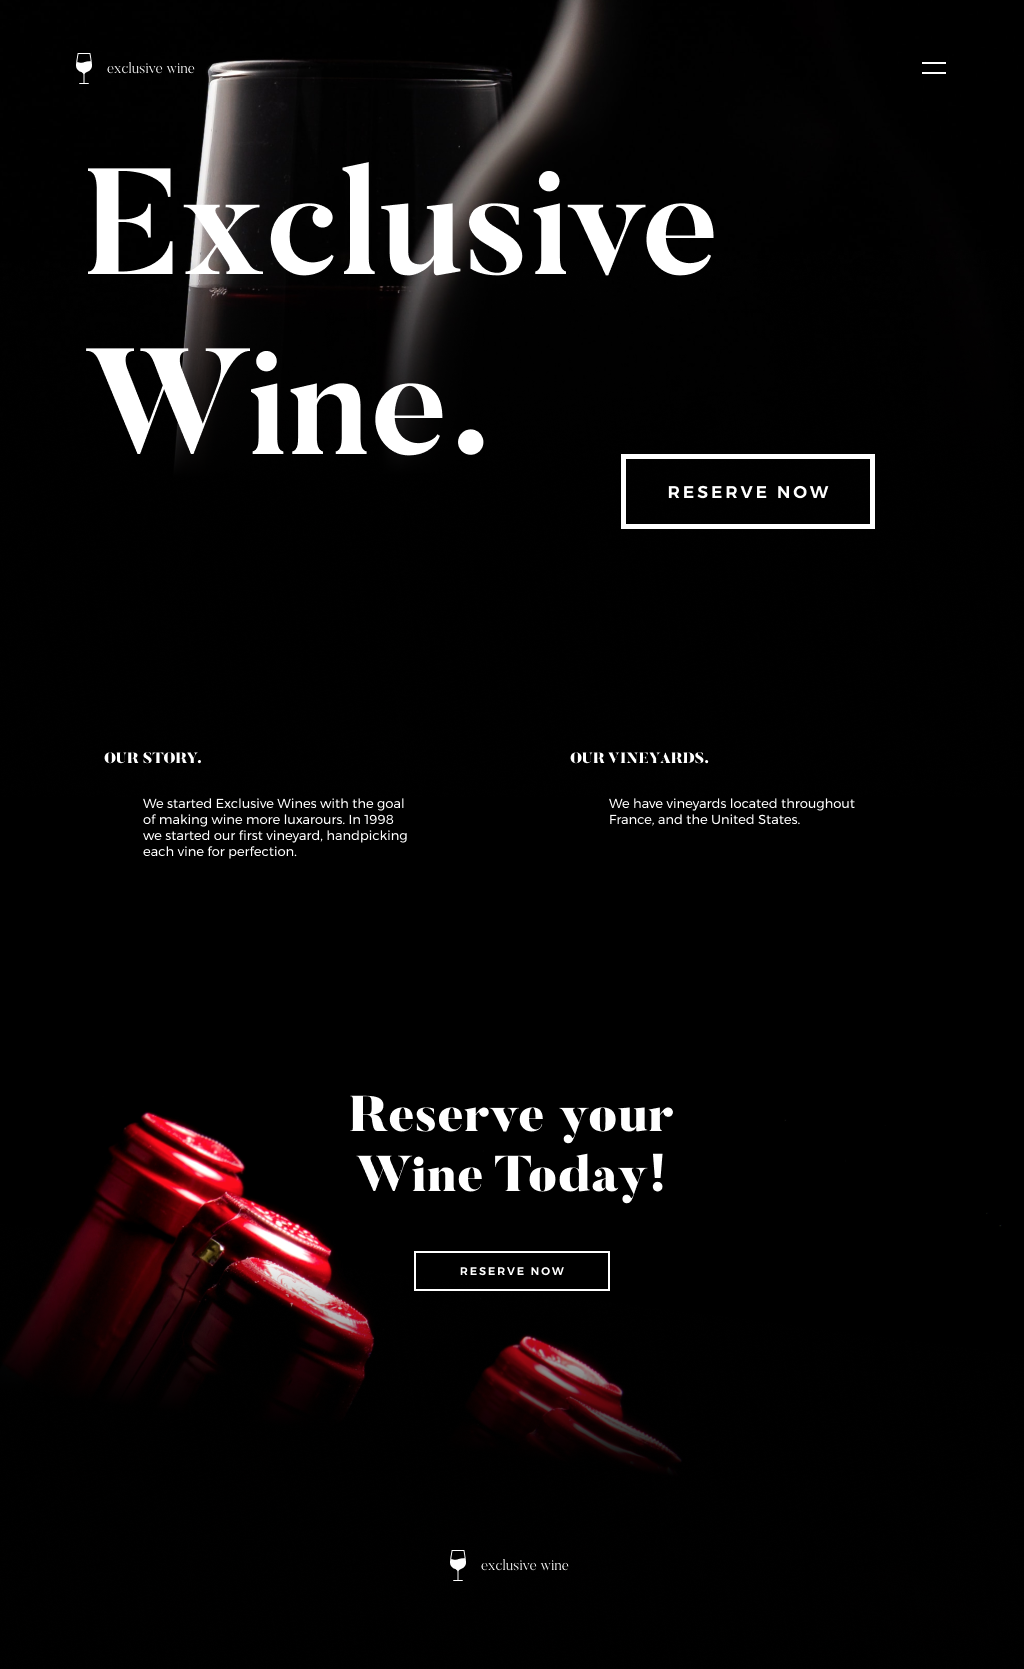 exclusive wine
Exclusive
Wine.
RESERVE NOW
OUR STORY.
We started Exclusive Wines with the goal
of making wine more luxarours. In 1998
we started our first vineyard, handpicking
each vine for perfection.
OUR VINEYARDS.
We have vineyards located throughout
France, and the United States.
Reserve your
Wine Today!
RESERVE NOW
exclusive wine